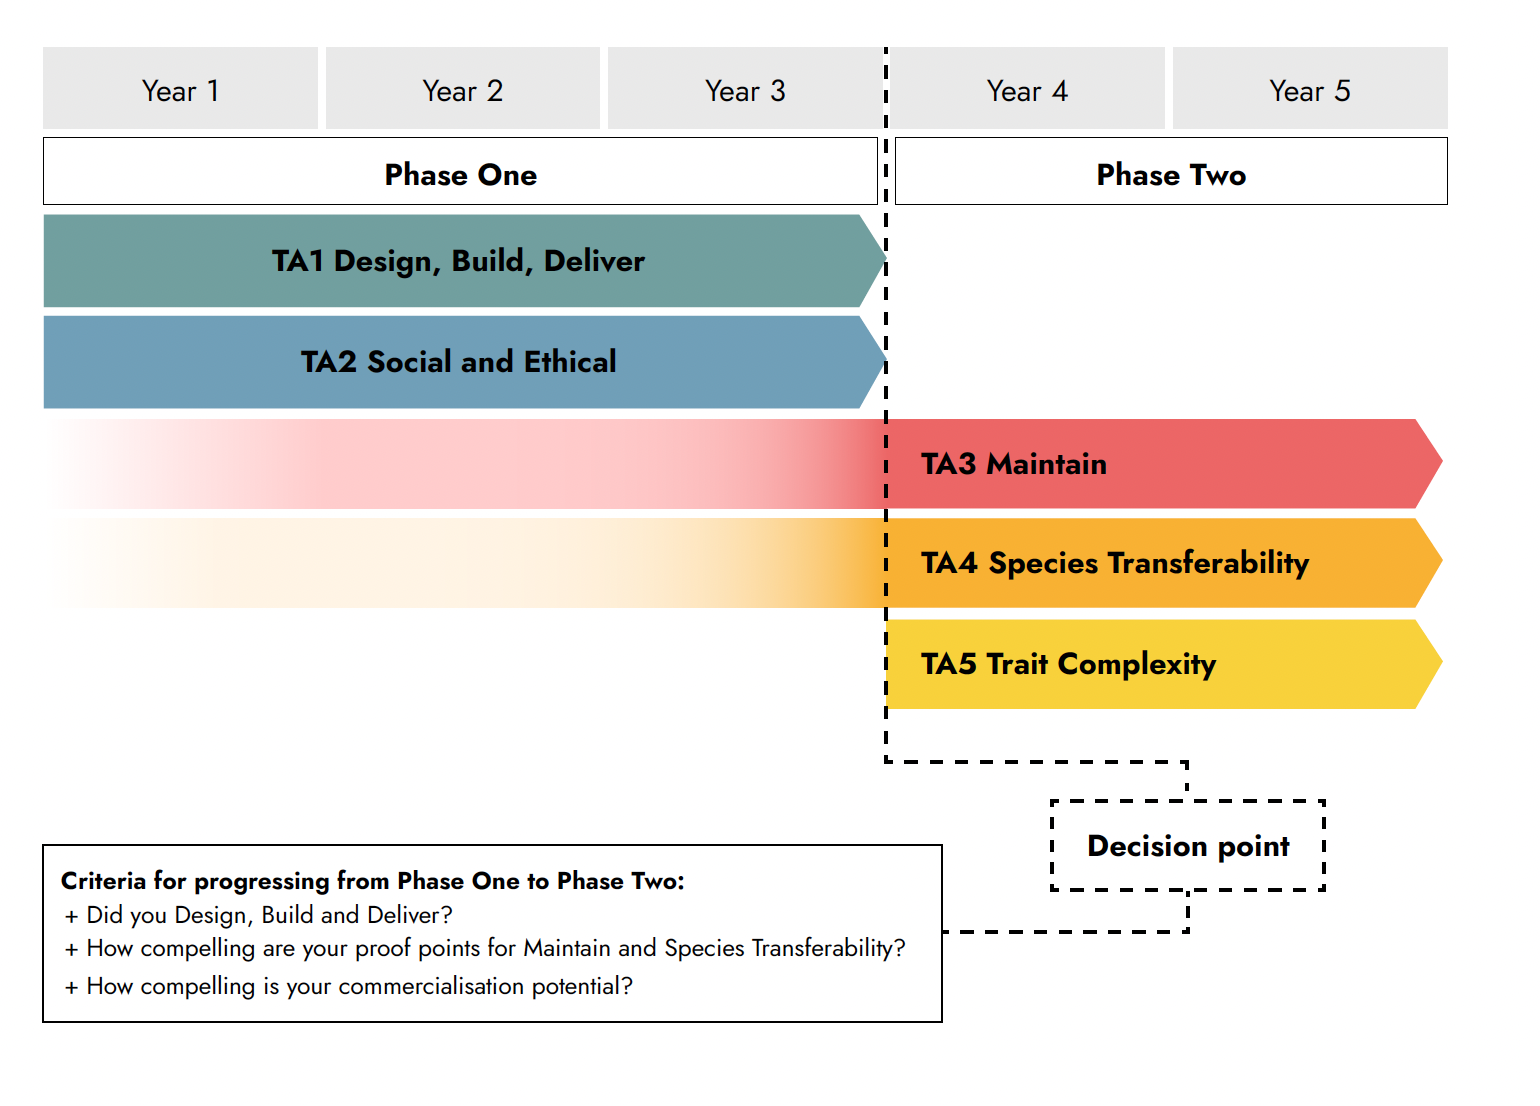 Year 1
Year 2
Year 3
Year 4
Year 5
Phase One
Phase Two
TA1 Design, Build, Deliver
TA2 Social and Ethical
TA3 Maintain
TA4 Species Transferability
TA5 Trait Complexity
Decision point
Criteria for progressing from Phase One to Phase Two:
+ Did you Design, Build and Deliver?
+ How compelling are your proof points for Maintain and Species Transferability?
+ How compelling is your commercialisation potential?